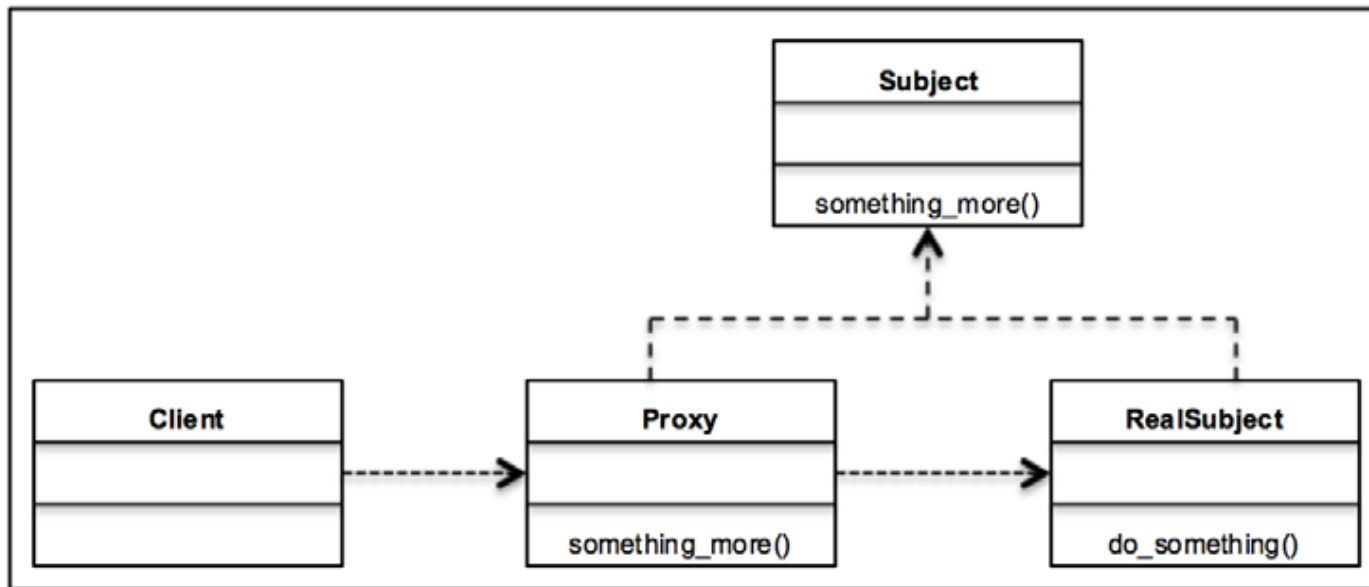 Subject
something_more()
Client
Proxy
something_more()
RealSubject
do_something()